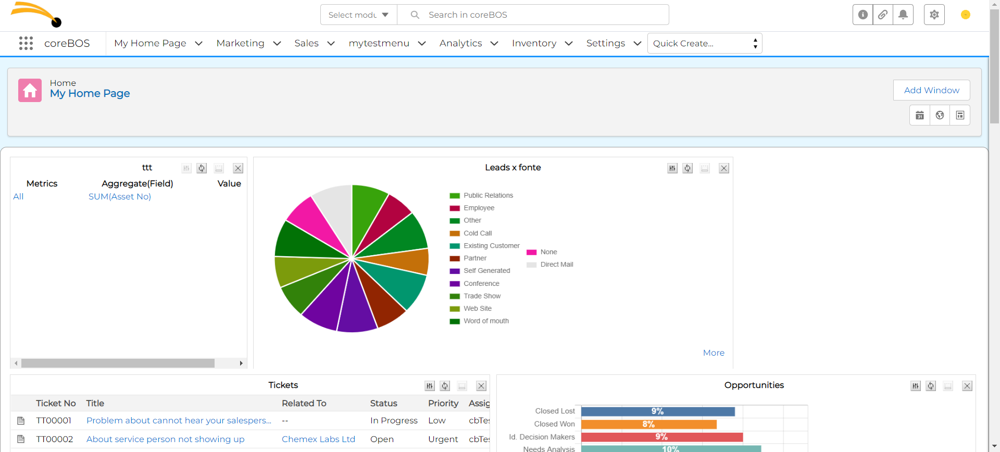 Select modu
Search in coreBOS
coreBOS
My Home Page
Marketing
Sales
mytestmenu
Analytics
Inventory
Settings
Quick Create...
Home
My Home Page
Add Window
31
ttt
Metrics Aggregate(Field) Value
All SUM(Asset No)
Leads x fonte
Public Relations
Employee
Other
Cold Call
Existing Customer
Partner
Self Generated
Conference
Trade Show
Web Site
Word of mouth
None
Direct Mail
More
Tickets
Ticket No Title Related To Status Priority Assig
TT00001 Problem about cannot hear your salespers... -- In Progress Low cbTes
TT00002 About service person not showing up Chemex Labs Ltd Open Urgent cbTes
Opportunities
Closed Lost 9%
Closed Won 8%
Id. Decision Makers 9%
Needs Analysis 10%